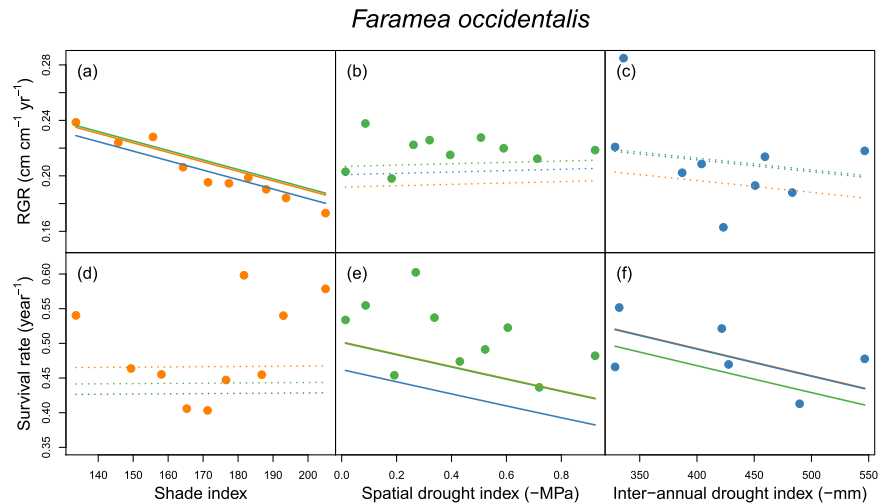 Faramea occidentalis
(a) (b) (c)
RGR (cm cm⁻¹ yr⁻¹)
0.28
0.24
0.20
0.16
(d) (e) (f)
Survival rate (year⁻¹)
0.60
0.55
0.50
0.45
0.40
0.35
140 150 160 170 180 190 200
0.0 0.2 0.4 0.6 0.8
350 400 450 500 550
Shade index
Spatial drought index (−MPa)
Inter−annual drought index (−mm)